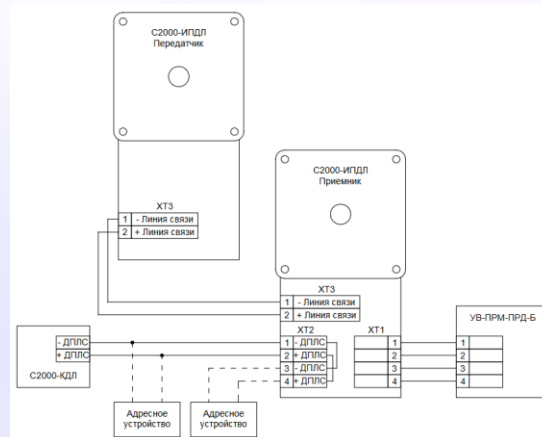 С2000-ИПДЛ
Передатчик
ХТ3
1 - Линия связи
2 + Линия связи
С2000-ИПДЛ
Приемник
ХТ3
1 - Линия связи
2 + Линия связи
ХТ2
1 - ДПЛС
2 + ДПЛС
3 - ДПЛС
4 + ДПЛС
ХТ1
1
2
3
4
УВ-ПРМ-ПРД-Б
1
2
3
4
- ДПЛС
+ ДПЛС
С2000-КДЛ
Адресное
устройство
Адресное
устройство